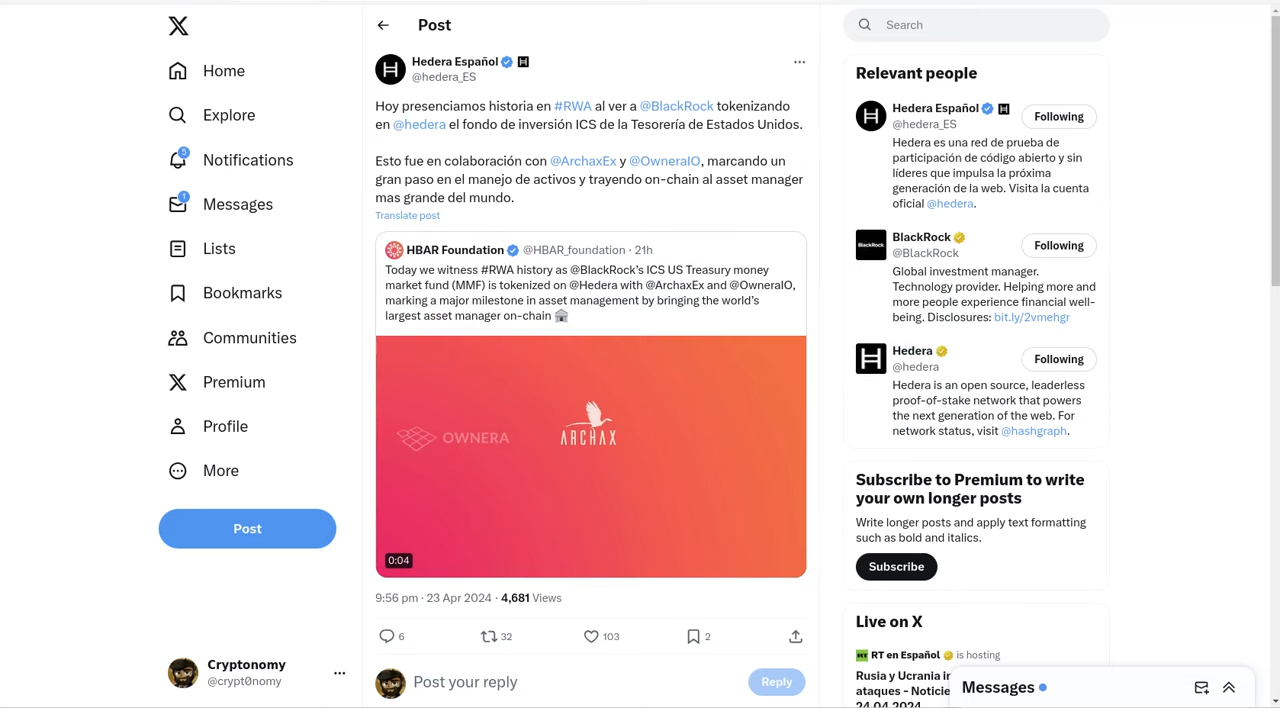 Home
Explore
5
Notifications
1
Messages
Lists
Bookmarks
Communities
Premium
Profile
More
Post
Cryptonomy
@crypt0nomy
Post
Hedera Español
@hedera_ES
Hoy presenciamos historia en #RWA al ver a @BlackRock tokenizando
en @hedera el fondo de inversión ICS de la Tesorería de Estados Unidos.
Esto fue en colaboración con @ArchaxEx y @OwneraIO, marcando un
gran paso en el manejo de activos y trayendo on-chain al asset manager
mas grande del mundo.
Translate post
HBAR Foundation @HBAR_foundation · 21h
Today we witness #RWA history as @BlackRock's ICS US Treasury money
market fund (MMF) is tokenized on @Hedera with @ArchaxEx and @OwneraIO,
marking a major milestone in asset management by bringing the world's
largest asset manager on-chain
OWNERA
ARCHAX
0:04
9:56 pm · 23 Apr 2024 · 4,681 Views
6 32 103 2
Post your reply
Reply
Search
Relevant people
Hedera Español
@hedera_ES
Following
Hedera es una red de prueba de
participación de código abierto y sin
líderes que impulsa la próxima
generación de la web. Visita la cuenta
oficial @hedera.
BlackRock
BlackRock
@BlackRock
Following
Global investment manager.
Technology provider. Helping more and
more people experience financial well-
being. Disclosures: bit.ly/2vmehgr
Hedera
@hedera
Following
Hedera is an open source, leaderless
proof-of-stake network that powers
the next generation of the web. For
network status, visit @hashgraph.
Subscribe to Premium to write
your own longer posts
Write longer posts and apply text formatting
such as bold and italics.
Subscribe
Live on X
RT RT en Español is hosting
Rusia y Ucrania
ataques - Noticie
24.04.2024
Messages